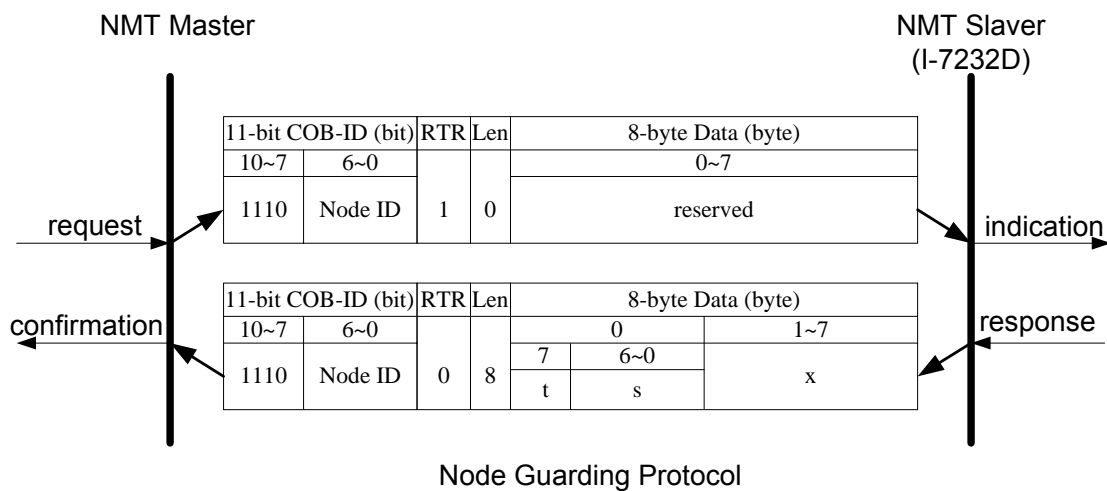 NMT Master
NMT Slaver
(I-7232D)
11-bit COB-ID (bit) RTR Len 8-byte Data (byte)
10~7 6~0 0~7
1110 Node ID 1 0 reserved
request
indication
11-bit COB-ID (bit) RTR Len 8-byte Data (byte)
confirmation
response
10~7 6~0 0 1~7
7 6~0
1110 Node ID 0 8 x
t s
Node Guarding Protocol